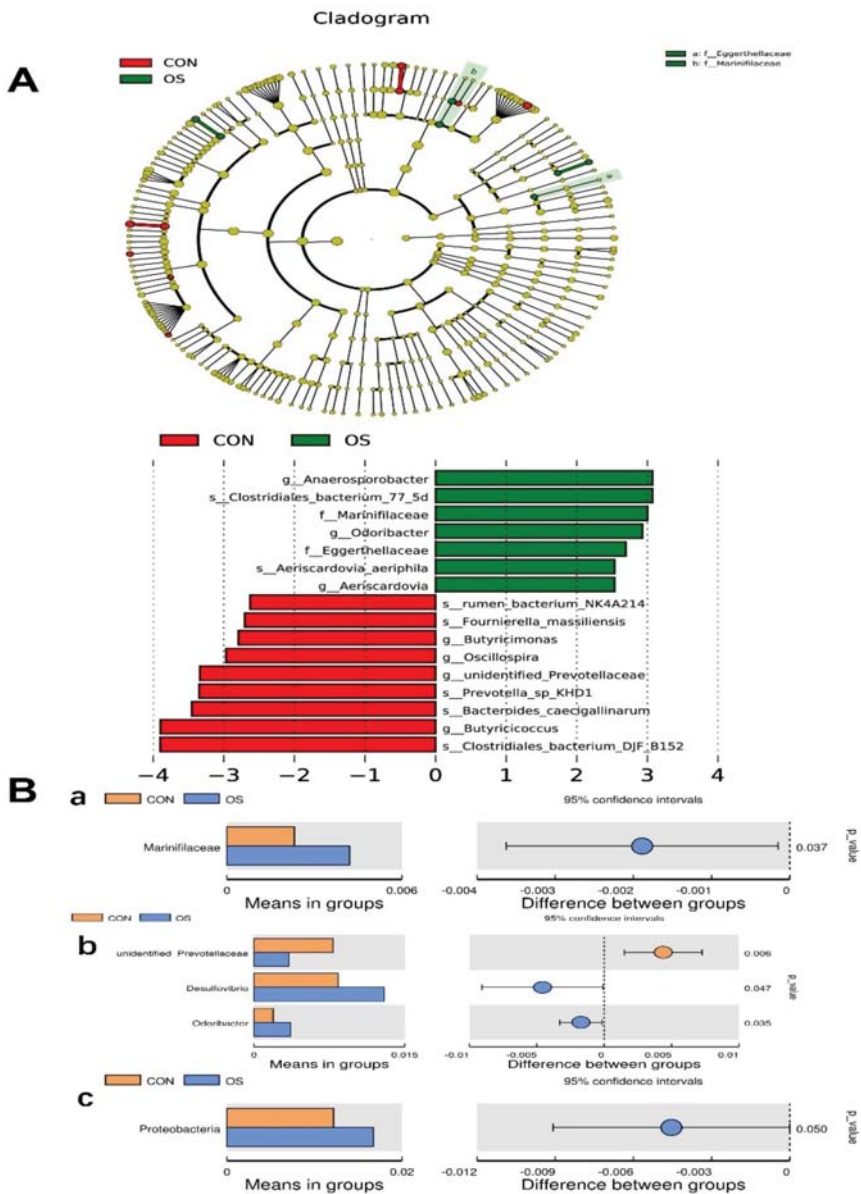 Cladogram
A
CON
OS
a: f__Eggerthellaceae
b: f__Marinifilaceae
b
a
CON OS
g__Anaerosporobacter
s__Clostridiales_bacterium_77_5d
f__Marinifilaceae
g__Odoribacter
f__Eggerthellaceae
s__Aeriscardovia_aeriphila
g__Aeriscardovia
s__rumen_bacterium_NK4A214
s__Fournierella_massiliensis
g__Butyricimonas
g__Oscillospira
g__unidentified_Prevotellaceae
s__Prevotella_sp_KHD1
s__Bacteroides_caecigallinarum
g__Butyricicoccus
s__Clostridiales_bacterium_DJF_B152
−4 −3 −2 −1 0 1 2 3 4
B
a
CON OS
95% confidence intervals
Marinifilaceae
0.037
p_value
0 0.006
-0.004 -0.003 -0.002 -0.001 0
Means in groups
Difference between groups
CON OS
95% confidence intervals
b
unidentified Prevotellaceae
0.006
Desulfovibrio
0.047
Odoribacter
0.035
p_value
0 0.015
-0.01 -0.005 0 0.005 0.01
Means in groups
Difference between groups
CON OS
95% confidence intervals
c
Proteobacteria
0.050
p_value
0 0.02
-0.012 -0.009 -0.006 -0.003 0
Means in groups
Difference between groups